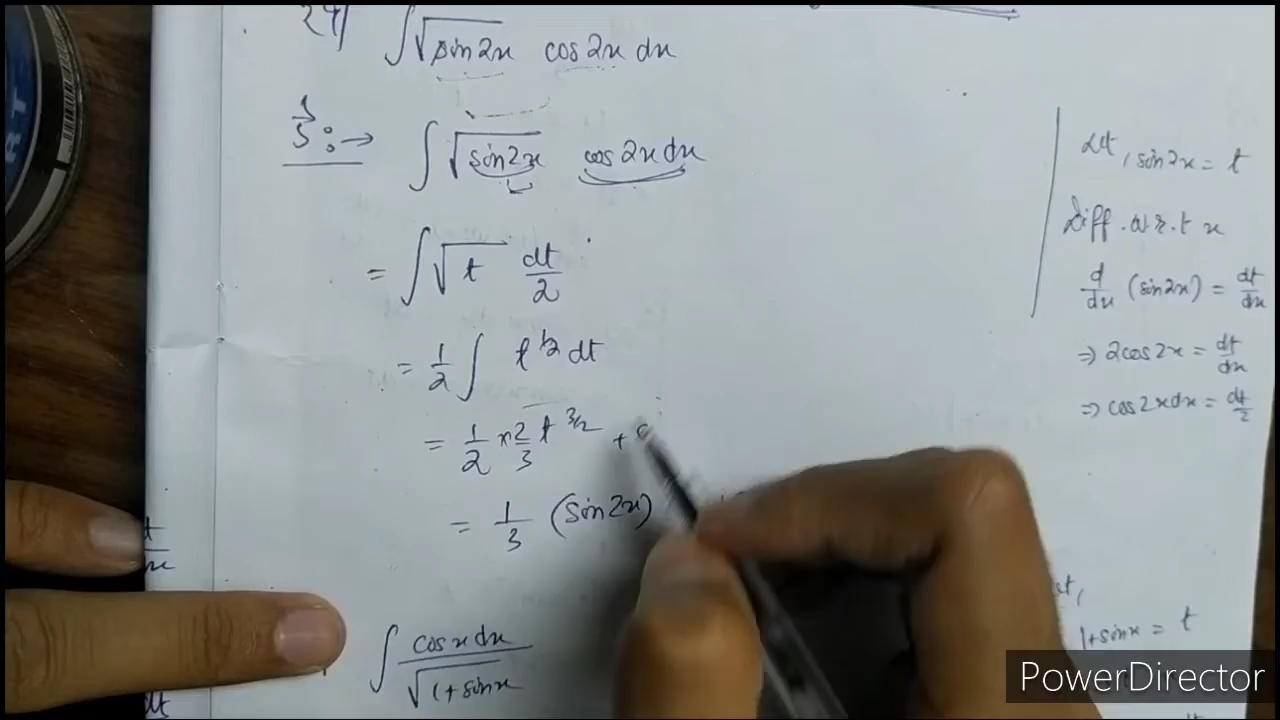 24) ∫√sin2x cos2x dx
S:→ ∫√sin2x cos2x dx
= ∫√t dt/2
= 1/2 ∫ t^1/2 dt
= 1/2 × 2/3 t^3/2 +
= 1/3 (sin2x)
∫ cosx dx / √1+sinx
Let, sin2x = t
Diff. w.r.t x
d/dx (sin2x) = dt/dx
⇒ 2cos2x = dt/dx
⇒ cos2xdx = dt/2
1+sinx = t
dt
RT
PowerDirector